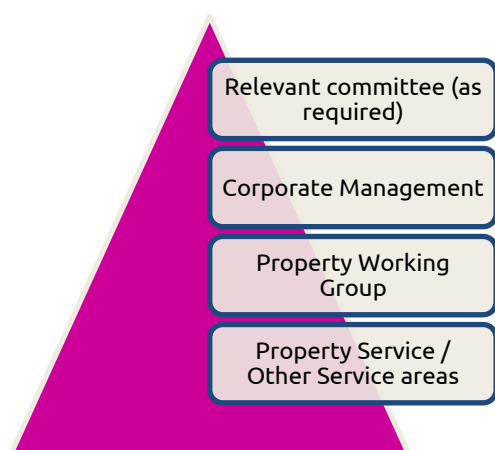 Relevant committee (as
required)
Corporate Management
Property Working
Group
Property Service /
Other Service areas